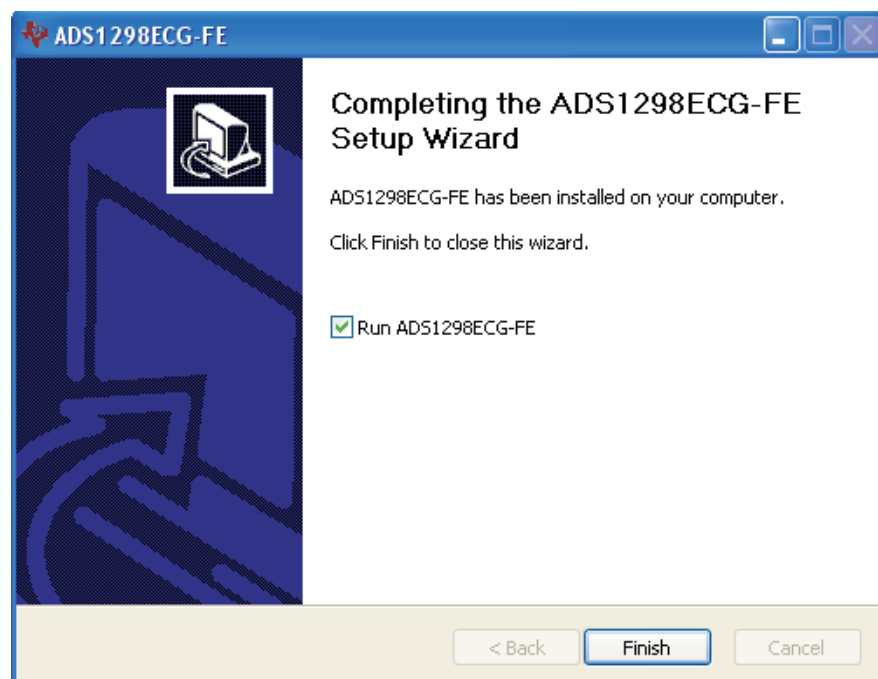 ADS1298ECG-FE
Completing the ADS1298ECG-FE
Setup Wizard
ADS1298ECG-FE has been installed on your computer.
Click Finish to close this wizard.
Run ADS1298ECG-FE
< Back
Finish
Cancel